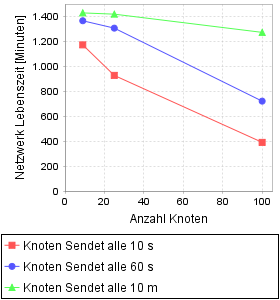 1.400
1.200
1.000
800
600
400
200
0
Netzwerk Lebenszeit [Minuten]
0 20 40 60 80 100
Anzahl Knoten
Knoten Sendet alle 10 s
Knoten Sendet alle 60 s
Knoten Sendet alle 10 m